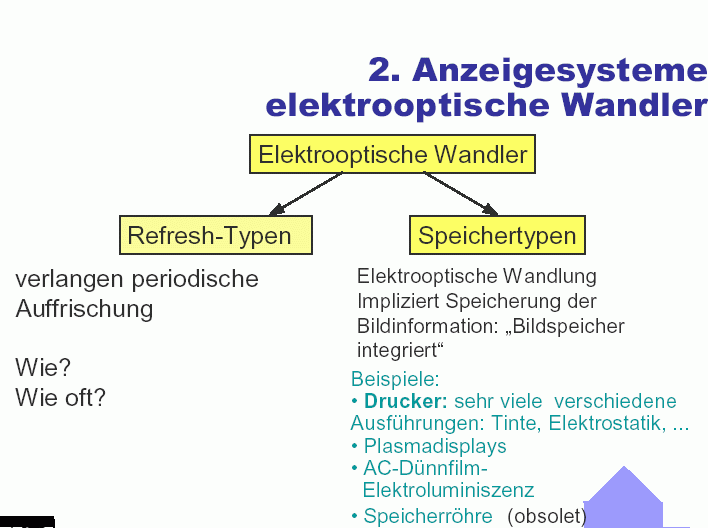 2. Anzeigesysteme
elektrooptische Wandler
Elektrooptische Wandler
Refresh-Typen
Speichertypen
verlangen periodische
Auffrischung
Wie?
Wie oft?
Elektrooptische Wandlung
Impliziert Speicherung der
Bildinformation: „Bildspeicher
integriert“
Beispiele:
• Drucker: sehr viele verschiedene
Ausführungen: Tinte, Elektrostatik, ...
• Plasmadisplays
• AC-Dünnfilm-
Elektroluminiszenz
• Speicherröhre (obsolet)